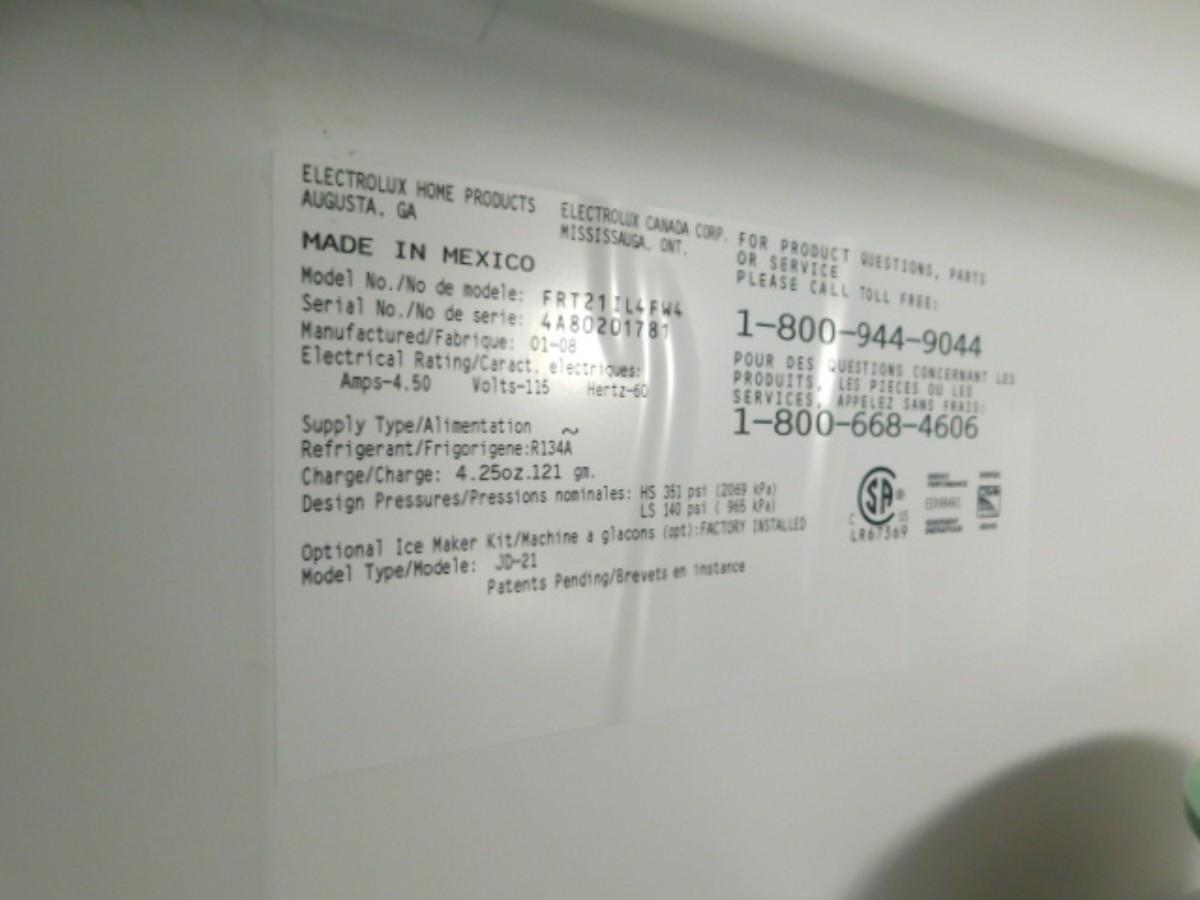 ELECTROLUX HOME PRODUCTS
AUGUSTA, GA
ELECTROLUX CANADA CORP.
MISSISSAUGA, ONT.
MADE IN MEXICO
Model No./No de modele: FRT21IL4FW4
Serial No./No de serie: 4A80201781
Manufactured/Fabrique: 01-08
Electrical Rating/Caract. electriques:
Amps-4.50 Volts-115 Hertz-60
Supply Type/Alimentation ~
Refrigerant/Frigorigene:R134A
Charge/Charge: 4.25oz.121 gm.
Design Pressures/Pressions nominales: HS 351 psi (2069 kPa)
LS 140 psi ( 965 kPa)
Optional Ice Maker Kit/Machine a glacons (opt):FACTORY INSTALLED
Model Type/Modele: JD-21
Patents Pending/Brevets en instance
FOR PRODUCT QUESTIONS, PARTS
OR SERVICE
PLEASE CALL TOLL FREE:
1-800-944-9044
POUR DES QUESTIONS CONCERNANT LES
PRODUITS, LES PIECES OU LES
SERVICES, APPELEZ SANS FRAIS:
1-800-668-4606
SA ®
C US
LR67369